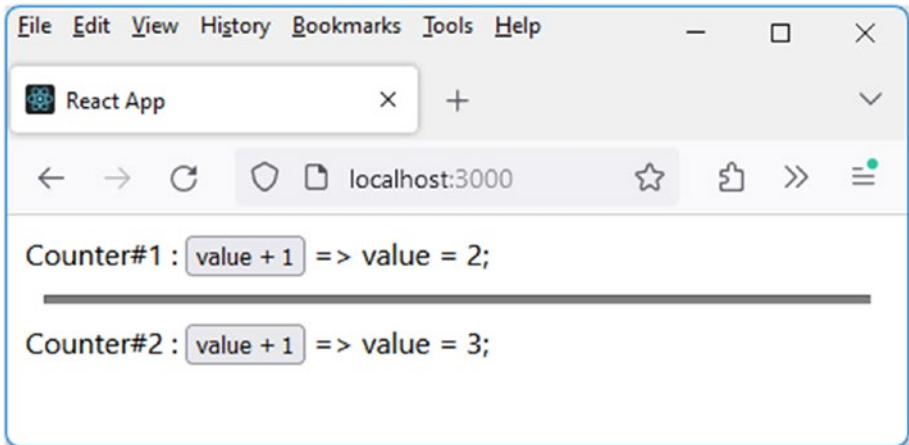 File Edit View History Bookmarks Tools Help
React App
localhost:3000
Counter#1 : value + 1 => value = 2;
Counter#2 : value + 1 => value = 3;